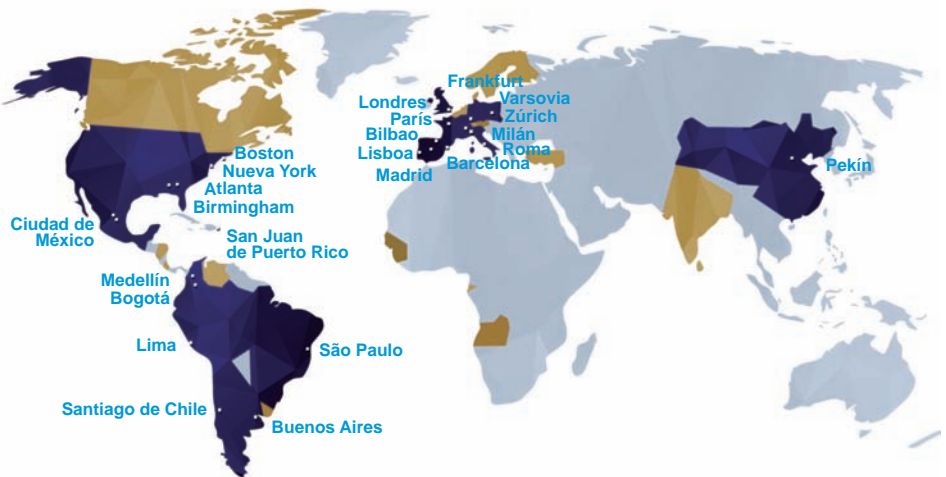 Frankfurt
Londres
Varsovia
París
Zúrich
Bilbao
Milán
Lisboa
Roma
Madrid
Barcelona
Boston
Nueva York
Atlanta
Birmingham
Ciudad de
México
San Juan
de Puerto Rico
Medellín
Bogotá
Lima
São Paulo
Santiago de Chile
Buenos Aires
Pekín